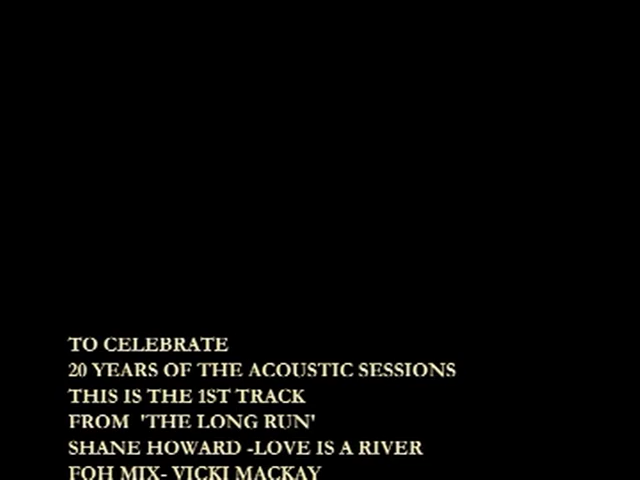 TO CELEBRATE
20 YEARS OF THE ACOUSTIC SESSIONS
THIS IS THE 1ST TRACK
FROM 'THE LONG RUN'
SHANE HOWARD -LOVE IS A RIVER
FOH MIX- VICKI MACKAY